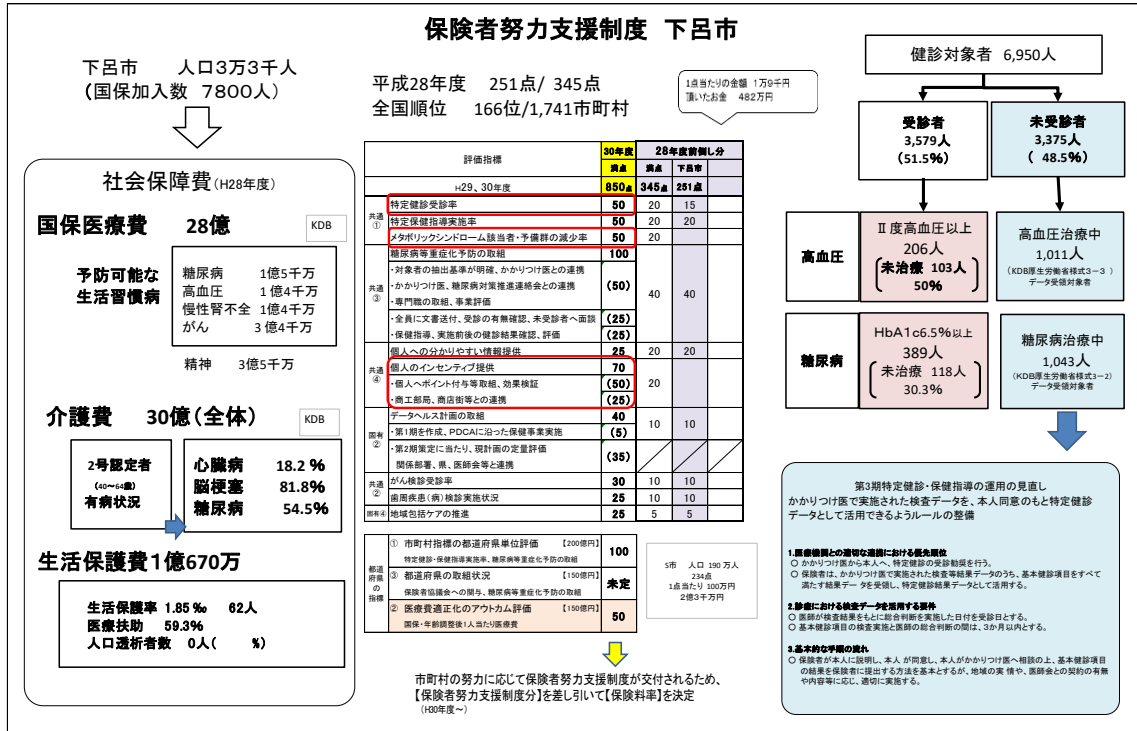 保険者努力支援制度 下呂市
下呂市 人口3万3千人
(国保加入数 7800人)
平成28年度 251点/ 345点
全国順位 166位/1,741市町村
1点当たりの金額 1万9千円
頂いたお金 482万円
社会保障費(H28年度)
国保医療費 28億
KDB
予防可能な
生活習慣病
糖尿病 1億5千万
高血圧 1億4千万
慢性腎不全 1億4千万
がん 3億4千万
精神 3億5千万
介護費 30億(全体)
KDB
2号認定者
(40~64歳)
有病状況
心臓病 18.2 %
脳梗塞 81.8%
糖尿病 54.5%
生活保護費1億670万
生活保護率 1.85 ‰ 62人
医療扶助 59.3%
人口透析者数 0人( %)
評価指標 30年度 28年度前倒し分
満点 満点 下呂市
H29、30年度 850点 345点 251点
共通① 特定健診受診率 50 20 15
特定保健指導実施率 50 20 20
メタボリックシンドローム該当者・予備群の減少率 50 20
共通③ 糖尿病等重症化予防の取組 100 40 40
・対象者の抽出基準が明確、かかりつけ医との連携 (50)
・かかりつけ医、糖尿病対策推進連絡会との連携
・専門職の取組、事業評価
・全員に文書送付、受診の有無確認、未受診者へ面談 (25)
・保健指導、実施前後の健診結果確認、評価 (25)
共通④ 個人への分かりやすい情報提供 25 20 20
個人のインセンティブ提供 70 20
・個人へポイント付与等取組、効果検証 (50)
・商工部局、商店街等との連携 (25)
固有② データヘルス計画の取組 40 10 10
・第1期を作成、PDCAに沿った保健事業実施 (5)
・第2期策定に当たり、現計画の定量評価 (35)
関係部署、県、医師会等と連携
共通② がん検診受診率 30 10 10
歯周疾患(病)検診実施状況 25 10 10
固有④ 地域包括ケアの推進 25 5 5
都道府県の指標
① 市町村指標の都道府県単位評価 【200億円】 100
特定健診・保健指導実施率、糖尿病等重症化予防の取組
③ 都道府県の取組状況 【150億円】 未定
保険者協議会への関与、糖尿病等重症化予防の取組
② 医療費適正化のアウトカム評価 【150億円】 50
国保・年齢調整後1人当たり医療費
S市 人口 190 万人
234点
1点当たり 100万円
2億3千万円
市町村の努力に応じて保険者努力支援制度が交付されるため、
【保険者努力支援制度分】を差し引いて【保険料率】を決定
(H30年度~)
健診対象者 6,950人
受診者
3,579人
(51.5%)
未受診者
3,375人
( 48.5%)
高血圧
Ⅱ度高血圧以上
206人
未治療 103人
50%
高血圧治療中
1,011人
(KDB厚生労働省様式3-3)
データ受領対象者
糖尿病
HbA1c6.5%以上
389人
未治療 118人
30.3%
糖尿病治療中
1,043人
(KDB厚生労働省様式3-2)
データ受領対象者
第3期特定健診・保健指導の運用の見直し
かかりつけ医で実施された検査データを、本人同意のもと特定健診
データとして活用できるようルールの整備
1.医療機関との適切な連携における優先順位
○ かかりつけ医から本人へ、特定健診の受診勧奨を行う。
○ 保険者は、かかりつけ医で実施された検査等結果データのうち、基本健診項目をすべて
満たす結果デー タを受領し、特定健診結果データとして活用する。
2.診療における検査データを活用する要件
○ 医師が検査結果をもとに総合判断を実施した日付を受診日とする。
○ 基本健診項目の検査実施と医師の総合判断の間は、3か月以内とする。
3.基本的な手順の流れ
○ 保険者が本人に説明し、本人 が同意し、本人がかかりつけ医へ相談の上、基本健診項目
の結果を保険者に提出する方法を基本とするが、地域の実 情や、医師会との契約の有無
や内容等に応じ、適切に実施する。